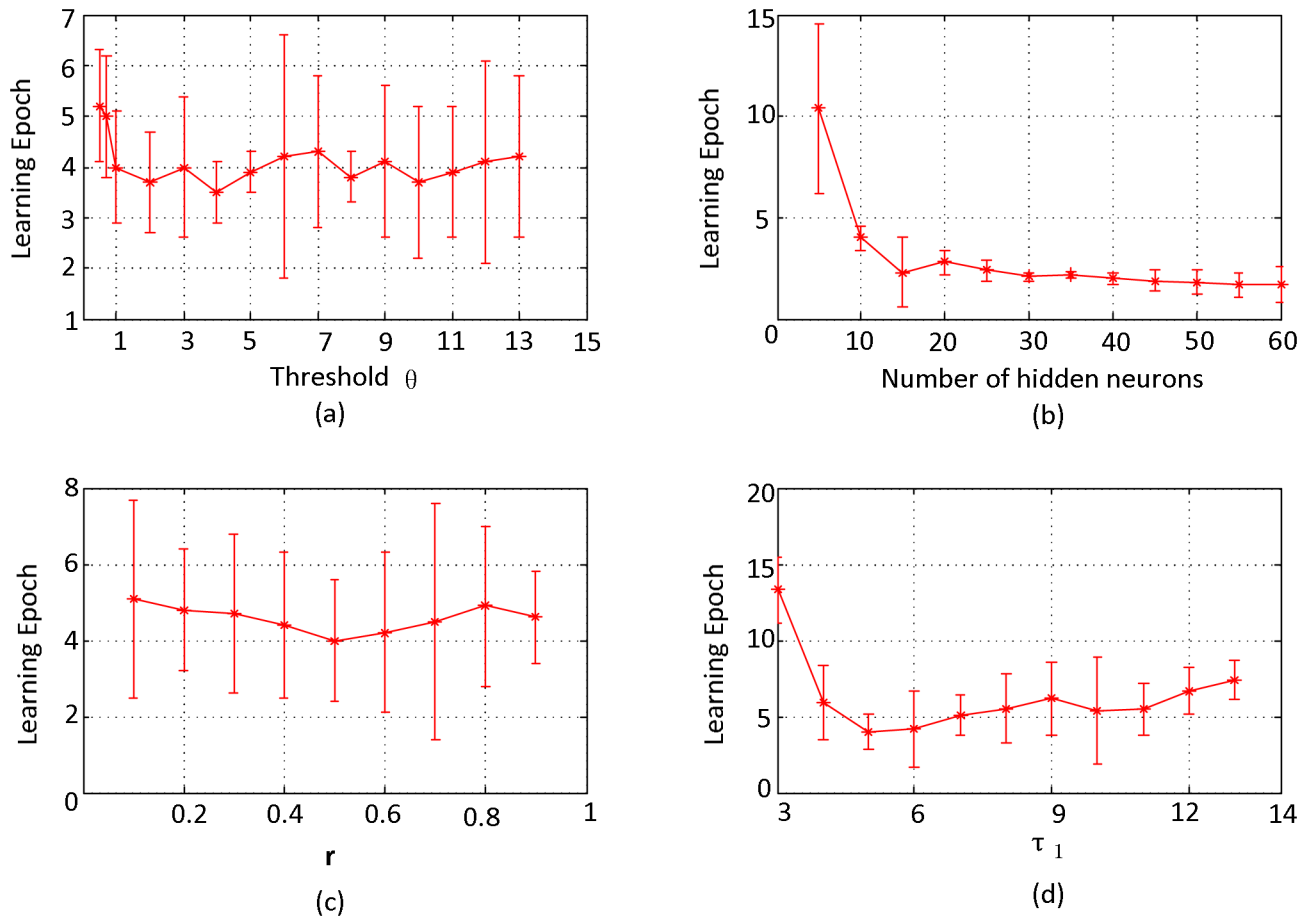 7
6
5
4
3
2
1
Learning Epoch
1 3 5 7 9 11 13 15
Threshold θ
(a)
15
10
5
0
Learning Epoch
10 20 30 40 50 60
Number of hidden neurons
(b)
8
6
4
2
0
Learning Epoch
0.2 0.4 0.6 0.8 1
r
(c)
20
15
10
5
0
Learning Epoch
3 6 9 12 14
τ 1
(d)